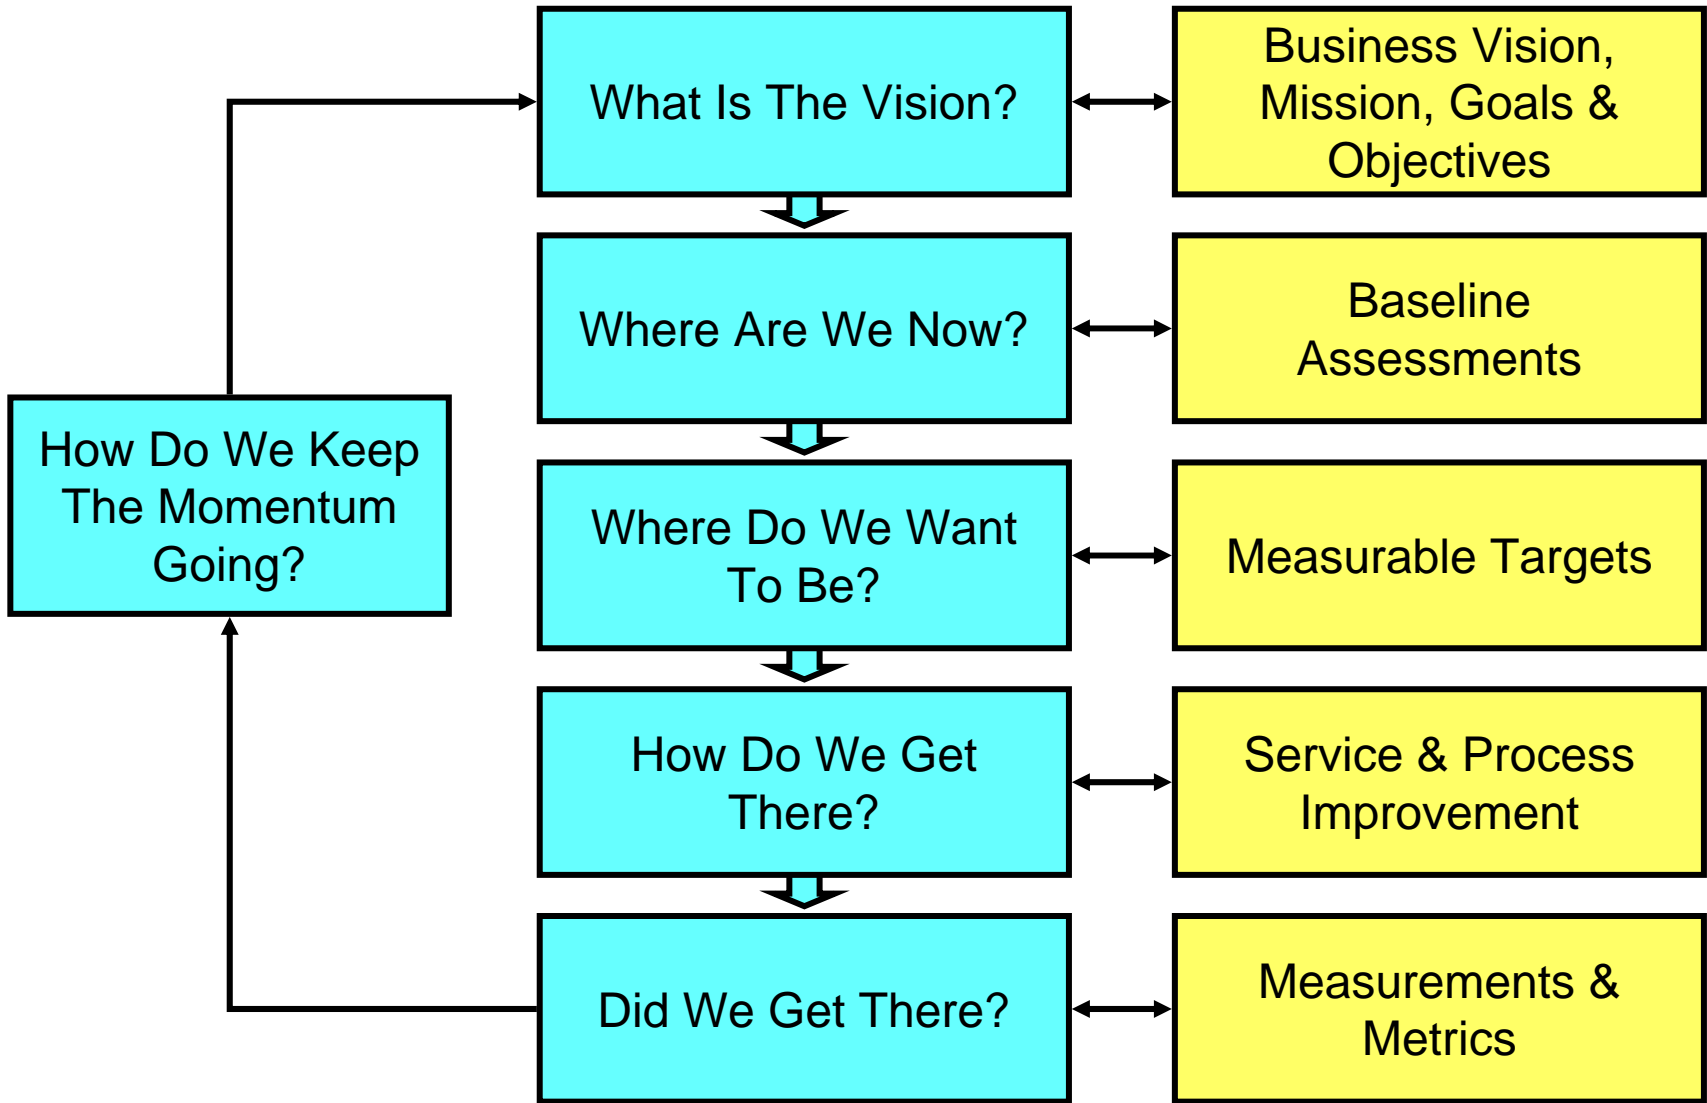 What Is The Vision?
Business Vision,
Mission, Goals &
Objectives
Where Are We Now?
Baseline
Assessments
How Do We Keep
The Momentum
Going?
Where Do We Want
To Be?
Measurable Targets
How Do We Get
There?
Service & Process
Improvement
Did We Get There?
Measurements &
Metrics